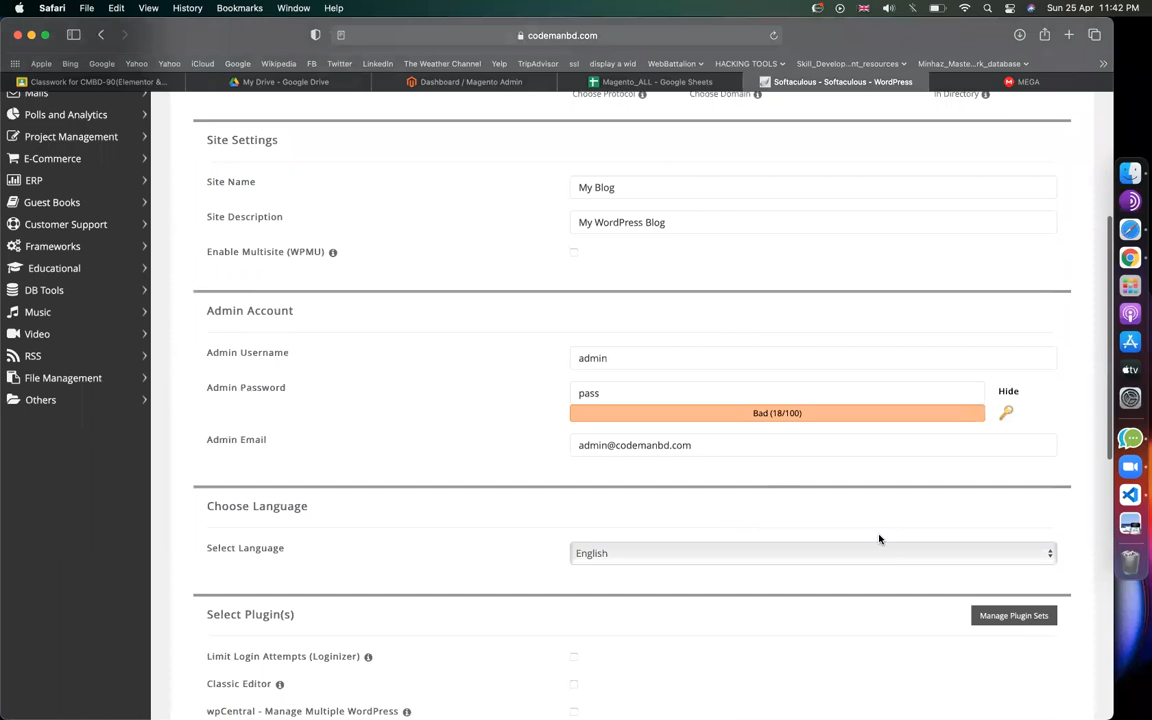 Safari File Edit View History Bookmarks Window Help Sun 25 Apr 11:42 PM
codemanbd.com
Apple Bing Google Yahoo Yahoo iCloud Google Wikipedia FB Twitter LinkedIn The Weather Channel Yelp TripAdvisor ssl display a wid WebBattalion HACKING TOOLS Skill_Develop...nt_resources Minhaz_Maste...rk_database
Classwork for CMBD-90(Elementor &... My Drive - Google Drive Dashboard / Magento Admin Magento_ALL - Google Sheets Softaculous - Softaculous - WordPress MEGA
Mails
Choose Protocol Choose Domain In Directory
Polls and Analytics
Project Management
E-Commerce
ERP
Guest Books
Customer Support
Frameworks
Educational
DB Tools
Music
Video
RSS
File Management
Others
Site Settings
Site Name My Blog
Site Description My WordPress Blog
Enable Multisite (WPMU)
Admin Account
Admin Username admin
Admin Password pass Hide
Bad (18/100)
Admin Email admin@codemanbd.com
Choose Language
Select Language English
Select Plugin(s) Manage Plugin Sets
Limit Login Attempts (Loginizer)
Classic Editor
wpCentral - Manage Multiple WordPress
tv